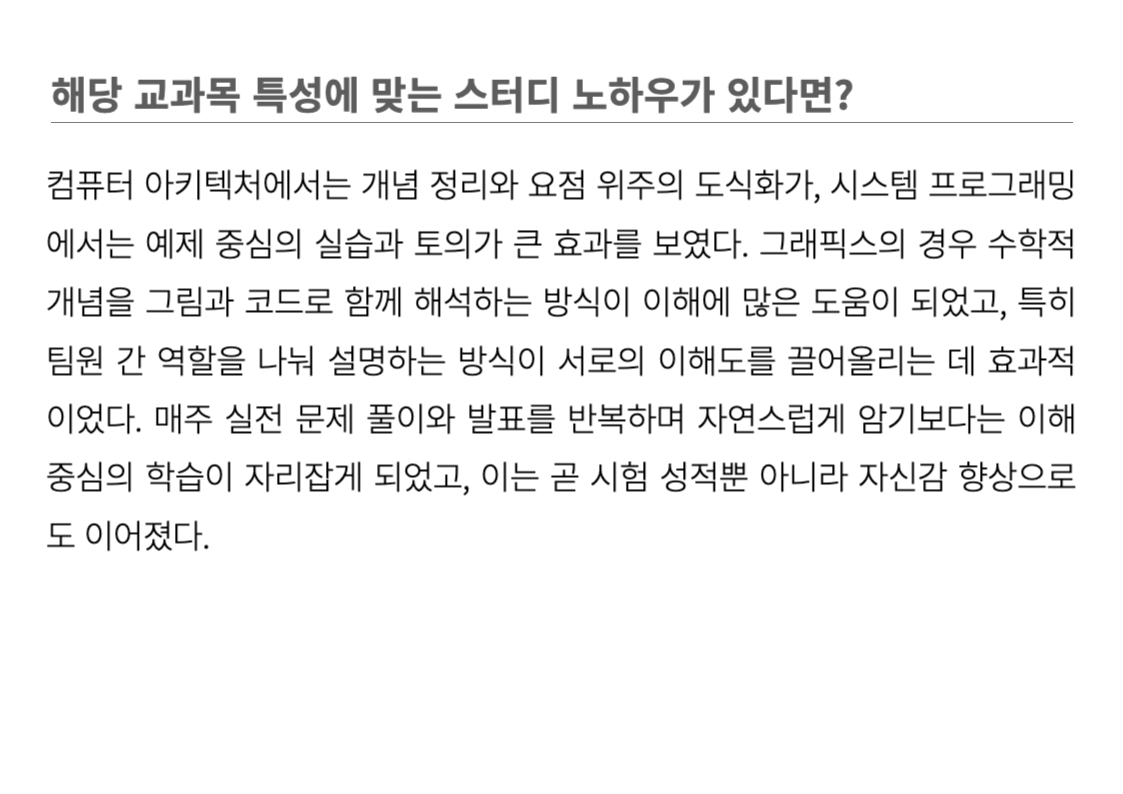 해당 교과목 특성에 맞는 스터디 노하우가 있다면?
컴퓨터 아키텍처에서는 개념 정리와 요점 위주의 도식화가, 시스템 프로그래밍
에서는 예제 중심의 실습과 토의가 큰 효과를 보였다. 그래픽스의 경우 수학적
개념을 그림과 코드로 함께 해석하는 방식이 이해에 많은 도움이 되었고, 특히
팀원 간 역할을 나눠 설명하는 방식이 서로의 이해도를 끌어올리는 데 효과적
이었다. 매주 실전 문제 풀이와 발표를 반복하며 자연스럽게 암기보다는 이해
중심의 학습이 자리잡게 되었고, 이는 곧 시험 성적뿐 아니라 자신감 향상으로
도 이어졌다.